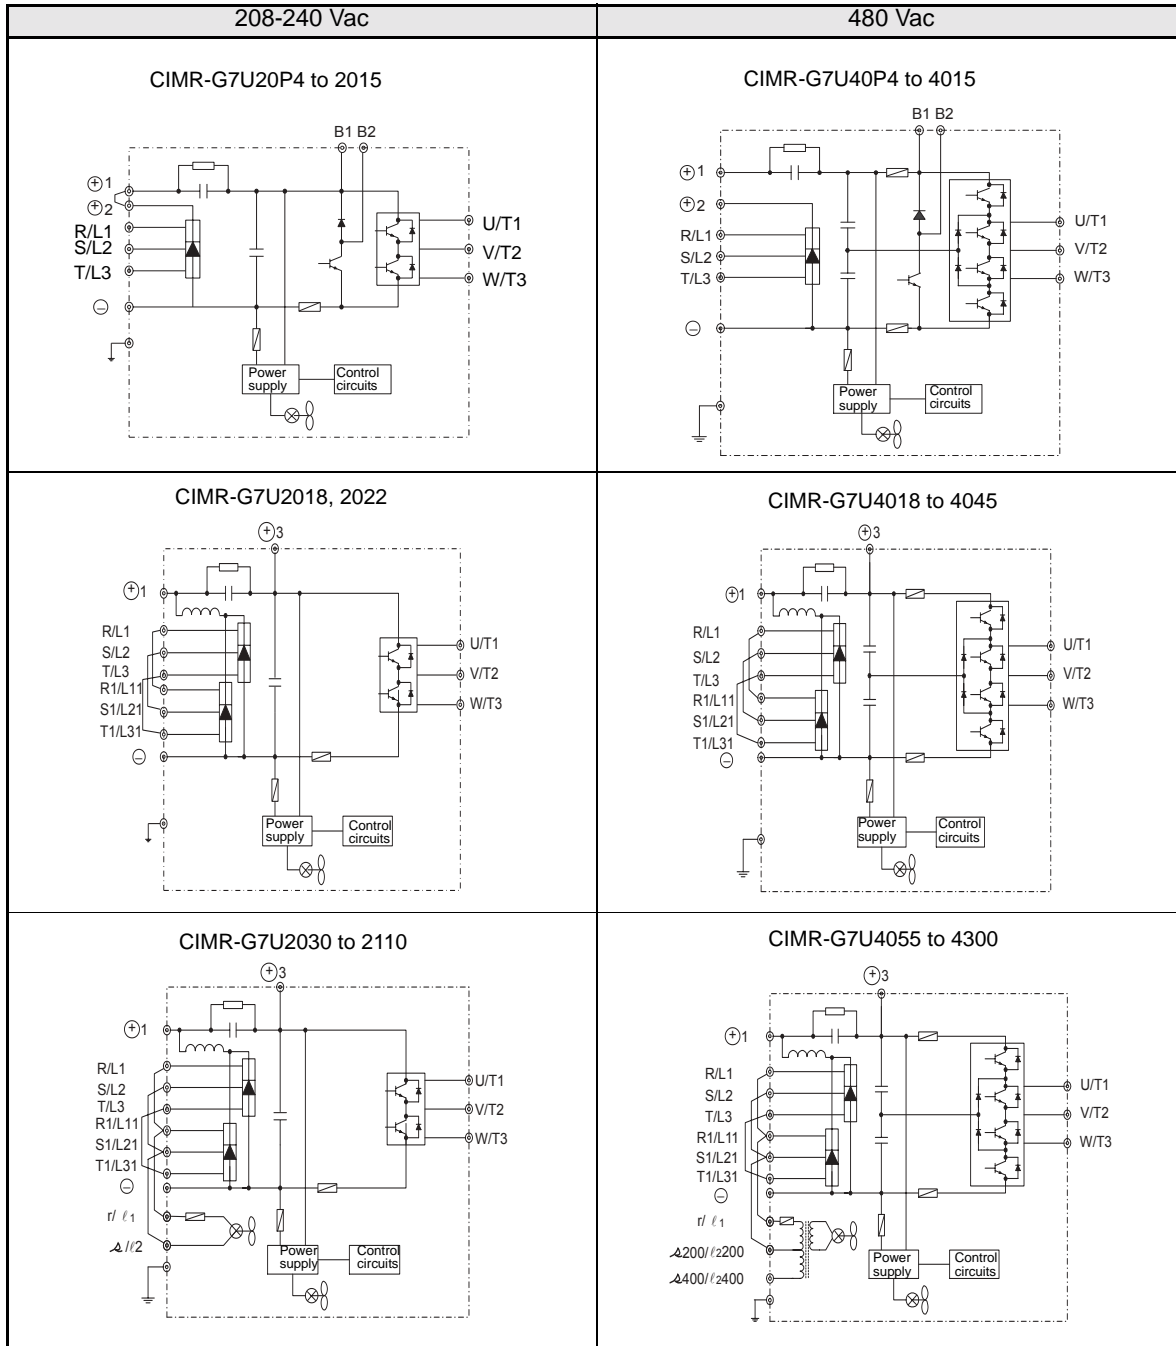 208-240 Vac
480 Vac
CIMR-G7U20P4 to 2015
B1 B2
⊕1
⊕2
R/L1
S/L2
T/L3
⊖
U/T1
V/T2
W/T3
Power supply
Control circuits
CIMR-G7U40P4 to 4015
B1 B2
⊕1
⊕2
R/L1
S/L2
T/L3
⊖
U/T1
V/T2
W/T3
Power supply
Control circuits
CIMR-G7U2018, 2022
⊕3
⊕1
R/L1
S/L2
T/L3
R1/L11
S1/L21
T1/L31
⊖
U/T1
V/T2
W/T3
Power supply
Control circuits
CIMR-G7U4018 to 4045
⊕3
⊕1
R/L1
S/L2
T/L3
R1/L11
S1/L21
T1/L31
⊖
U/T1
V/T2
W/T3
Power supply
Control circuits
CIMR-G7U2030 to 2110
⊕3
⊕1
R/L1
S/L2
T/L3
R1/L11
S1/L21
T1/L31
⊖
r/ ℓ1
s/ℓ2
U/T1
V/T2
W/T3
Power supply
Control circuits
CIMR-G7U4055 to 4300
⊕3
⊕1
R/L1
S/L2
T/L3
R1/L11
S1/L21
T1/L31
⊖
r/ ℓ1
s200/ℓ2200
s400/ℓ2400
U/T1
V/T2
W/T3
Power supply
Control circuits